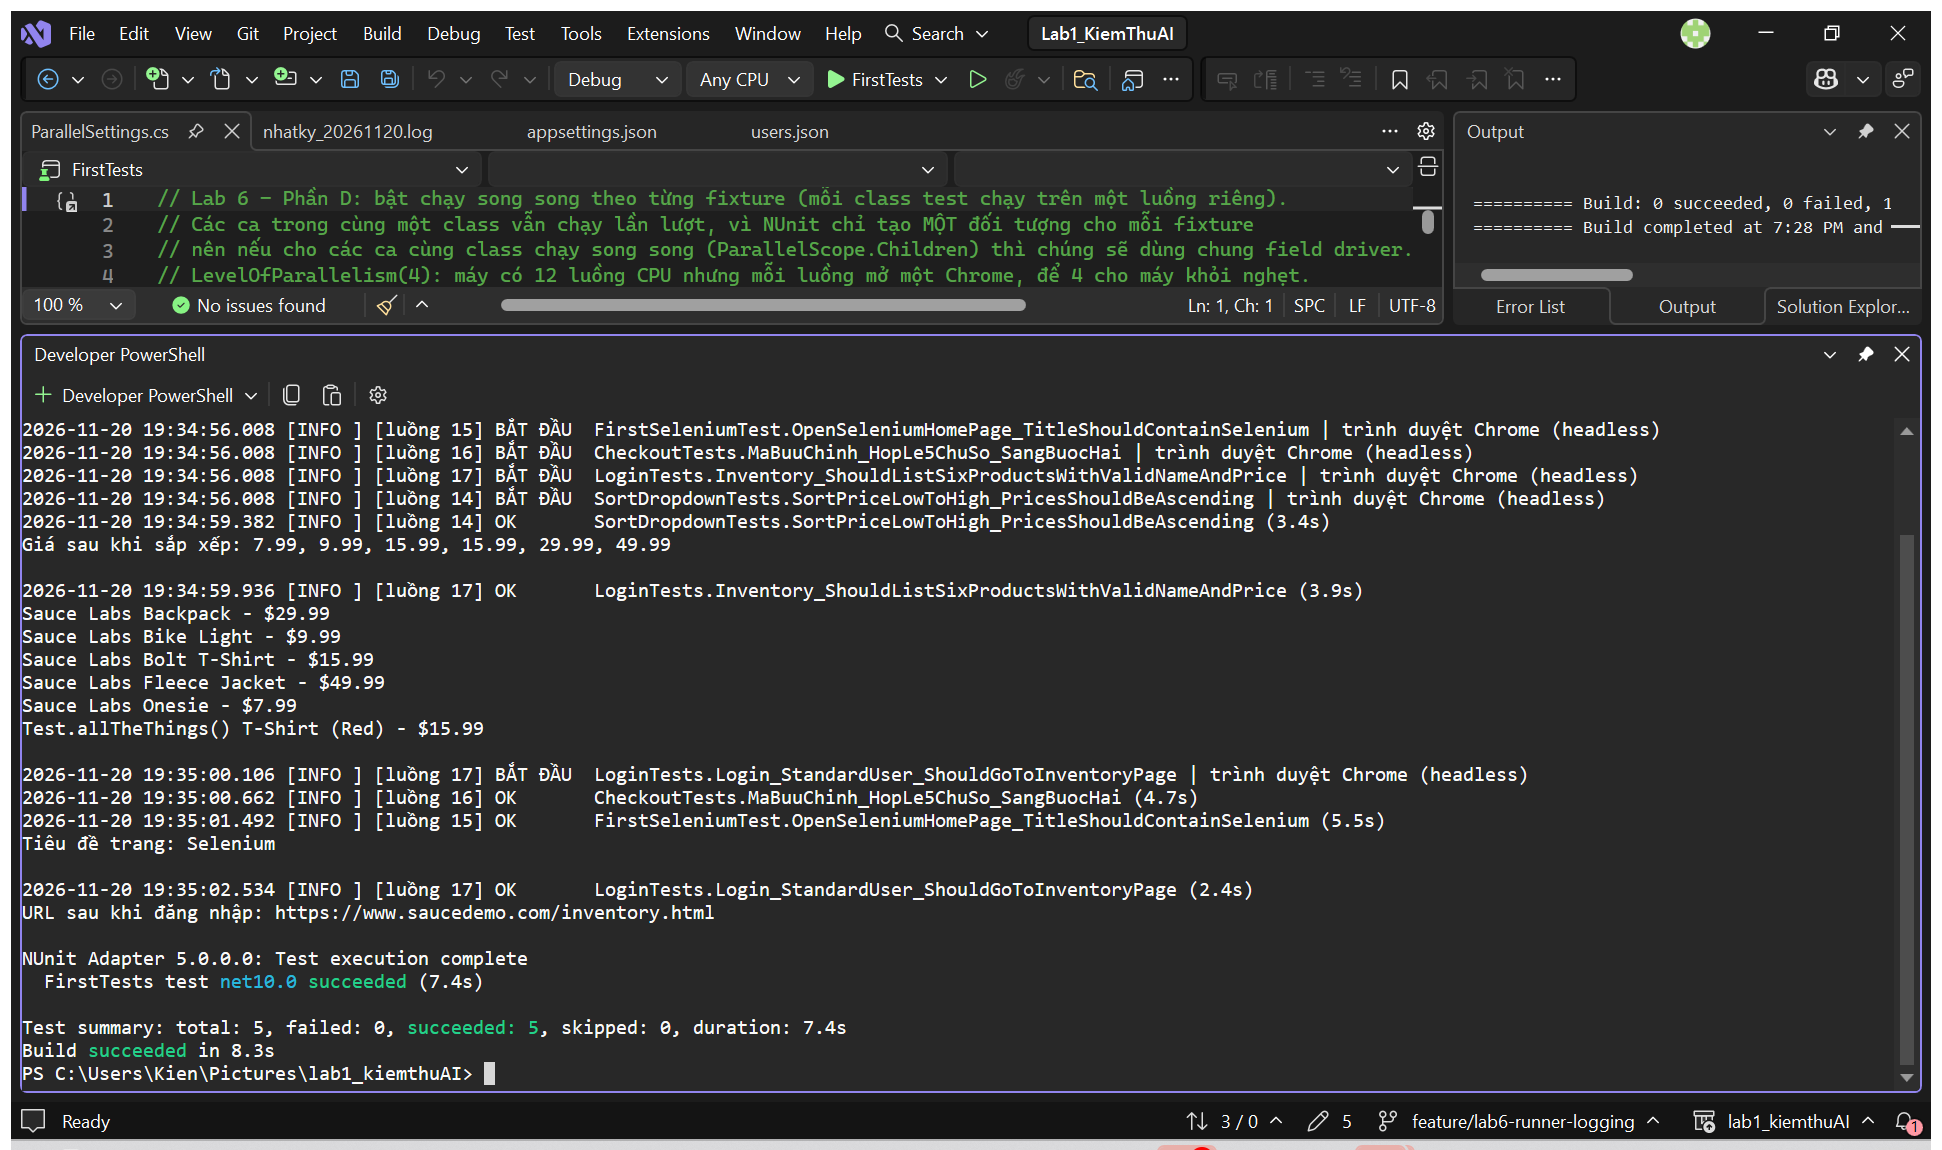 File Edit View Git Project Build Debug Test Tools Extensions Window Help Search Lab1_KiemThuAI
Debug Any CPU FirstTests
ParallelSettings.cs nhatky_20261120.log appsettings.json users.json
FirstTests
1 // Lab 6 – Phần D: bật chạy song song theo từng fixture (mỗi class test chạy trên một luồng riêng).
2 // Các ca trong cùng một class vẫn chạy lần lượt, vì NUnit chỉ tạo MỘT đối tượng cho mỗi fixture
3 // nên nếu cho các ca cùng class chạy song song (ParallelScope.Children) thì chúng sẽ dùng chung field driver.
4 // LevelOfParallelism(4): máy có 12 luồng CPU nhưng mỗi luồng mở một Chrome, để 4 cho máy khỏi nghẹt.
100 % No issues found Ln: 1, Ch: 1 SPC LF UTF-8
Output
========== Build: 0 succeeded, 0 failed, 1
========== Build completed at 7:28 PM and
Error List Output Solution Explor...
Developer PowerShell
Developer PowerShell
2026-11-20 19:34:56.008 [INFO ] [luồng 15] BẮT ĐẦU FirstSeleniumTest.OpenSeleniumHomePage_TitleShouldContainSelenium | trình duyệt Chrome (headless)
2026-11-20 19:34:56.008 [INFO ] [luồng 16] BẮT ĐẦU CheckoutTests.MaBuuChinh_HopLe5ChuSo_SangBuocHai | trình duyệt Chrome (headless)
2026-11-20 19:34:56.008 [INFO ] [luồng 17] BẮT ĐẦU LoginTests.Inventory_ShouldListSixProductsWithValidNameAndPrice | trình duyệt Chrome (headless)
2026-11-20 19:34:56.008 [INFO ] [luồng 14] BẮT ĐẦU SortDropdownTests.SortPriceLowToHigh_PricesShouldBeAscending | trình duyệt Chrome (headless)
2026-11-20 19:34:59.382 [INFO ] [luồng 14] OK SortDropdownTests.SortPriceLowToHigh_PricesShouldBeAscending (3.4s)
Giá sau khi sắp xếp: 7.99, 9.99, 15.99, 15.99, 29.99, 49.99
2026-11-20 19:34:59.936 [INFO ] [luồng 17] OK LoginTests.Inventory_ShouldListSixProductsWithValidNameAndPrice (3.9s)
Sauce Labs Backpack - $29.99
Sauce Labs Bike Light - $9.99
Sauce Labs Bolt T-Shirt - $15.99
Sauce Labs Fleece Jacket - $49.99
Sauce Labs Onesie - $7.99
Test.allTheThings() T-Shirt (Red) - $15.99
2026-11-20 19:35:00.106 [INFO ] [luồng 17] BẮT ĐẦU LoginTests.Login_StandardUser_ShouldGoToInventoryPage | trình duyệt Chrome (headless)
2026-11-20 19:35:00.662 [INFO ] [luồng 16] OK CheckoutTests.MaBuuChinh_HopLe5ChuSo_SangBuocHai (4.7s)
2026-11-20 19:35:01.492 [INFO ] [luồng 15] OK FirstSeleniumTest.OpenSeleniumHomePage_TitleShouldContainSelenium (5.5s)
Tiêu đề trang: Selenium
2026-11-20 19:35:02.534 [INFO ] [luồng 17] OK LoginTests.Login_StandardUser_ShouldGoToInventoryPage (2.4s)
URL sau khi đăng nhập: https://www.saucedemo.com/inventory.html
NUnit Adapter 5.0.0.0: Test execution complete
FirstTests test net10.0 succeeded (7.4s)
Test summary: total: 5, failed: 0, succeeded: 5, skipped: 0, duration: 7.4s
Build succeeded in 8.3s
PS C:\Users\Kien\Pictures\lab1_kiemthuAI>
Ready 3 / 0 5 feature/lab6-runner-logging lab1_kiemthuAI 1